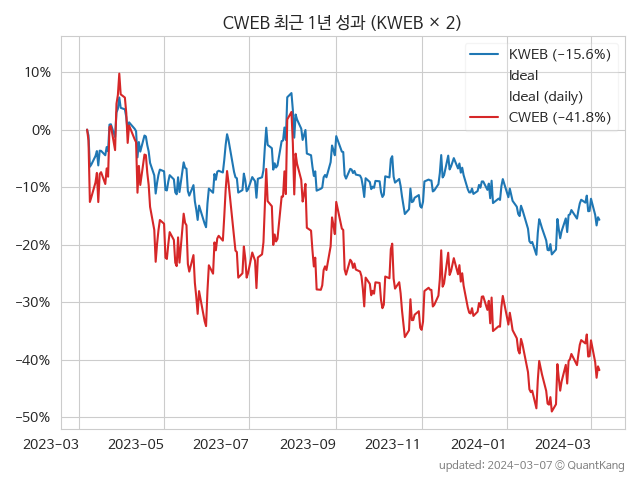 CWEB 최근 1년 성과 (KWEB × 2)
KWEB (−15.6%)
Ideal
Ideal (daily)
CWEB (−41.8%)
10%
0%
−10%
−20%
−30%
−40%
−50%
2023−03 2023−05 2023−07 2023−09 2023−11 2024−01 2024−03
updated: 2024−03−07 © QuantKang